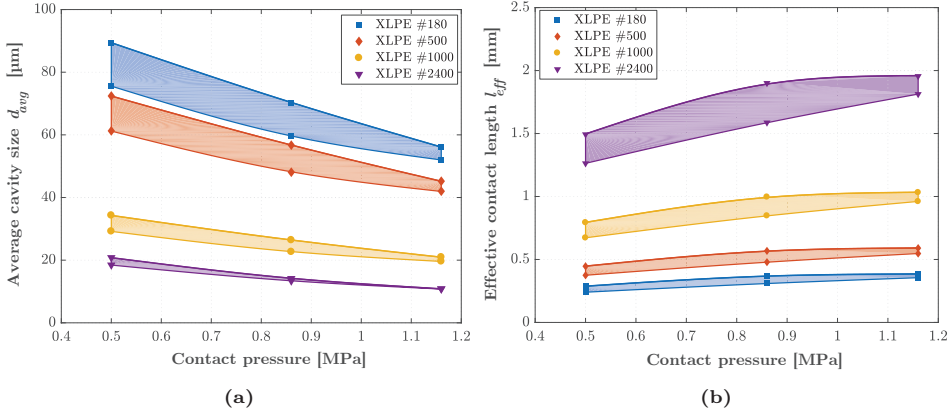 100
80
60
40
20
0
0.4 0.5 0.6 0.7 0.8 0.9 1 1.1 1.2
Average cavity size d_avg [µm]
Contact pressure [MPa]
XLPE #180
XLPE #500
XLPE #1000
XLPE #2400
(a)
2.5
2
1.5
1
0.5
0
0.4 0.5 0.6 0.7 0.8 0.9 1 1.1 1.2
Effective contact length l_eff [mm]
Contact pressure [MPa]
XLPE #180
XLPE #500
XLPE #1000
XLPE #2400
(b)